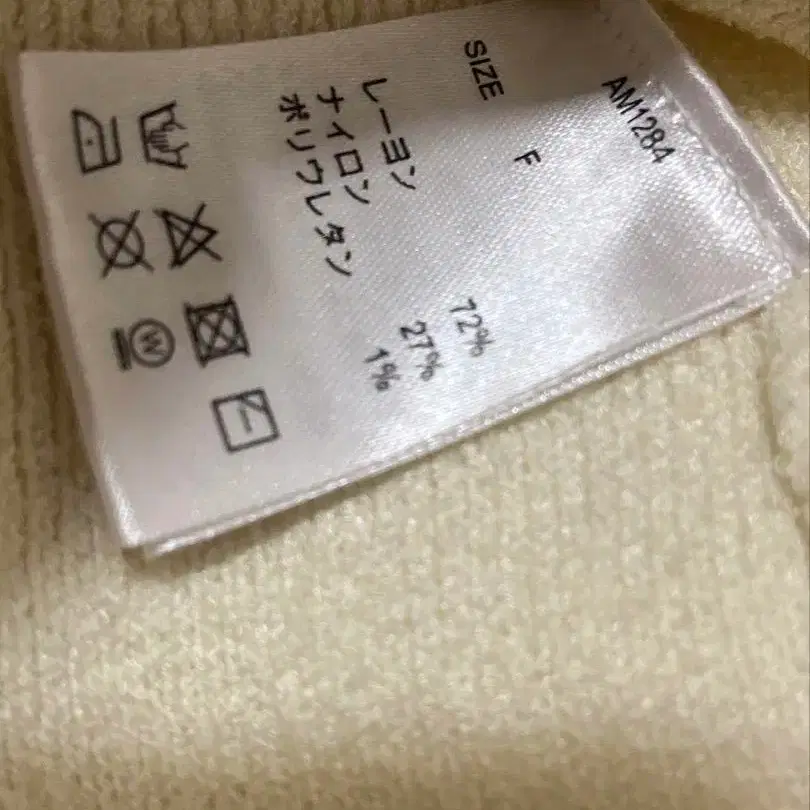 AM1284
SIZE F
レーヨン 72%
ナイロン 27%
ポリウレタン 1%
W